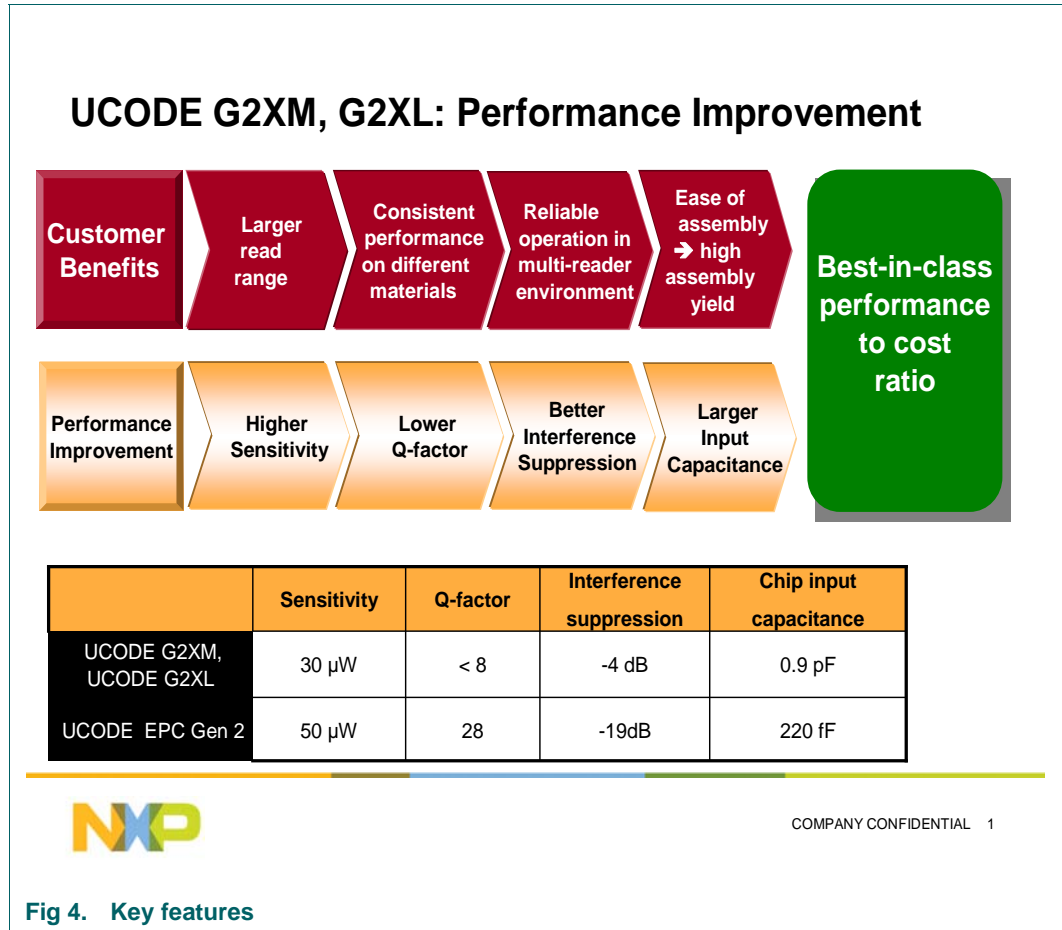 UCODE G2XM, G2XL: Performance Improvement
Customer
Benefits
Larger
read
range
Consistent
performance
on different
materials
Reliable
operation in
multi-reader
environment
Ease of
assembly
➔ high
assembly
yield
Best-in-class
performance
to cost
ratio
Performance
Improvement
Higher
Sensitivity
Lower
Q-factor
Better
Interference
Suppression
Larger
Input
Capacitance
Sensitivity
Q-factor
Interference
suppression
Chip input
capacitance
UCODE G2XM,
UCODE G2XL
30 µW
< 8
-4 dB
0.9 pF
UCODE EPC Gen 2
50 µW
28
-19dB
220 fF
NXP
COMPANY CONFIDENTIAL 1
Fig 4. Key features